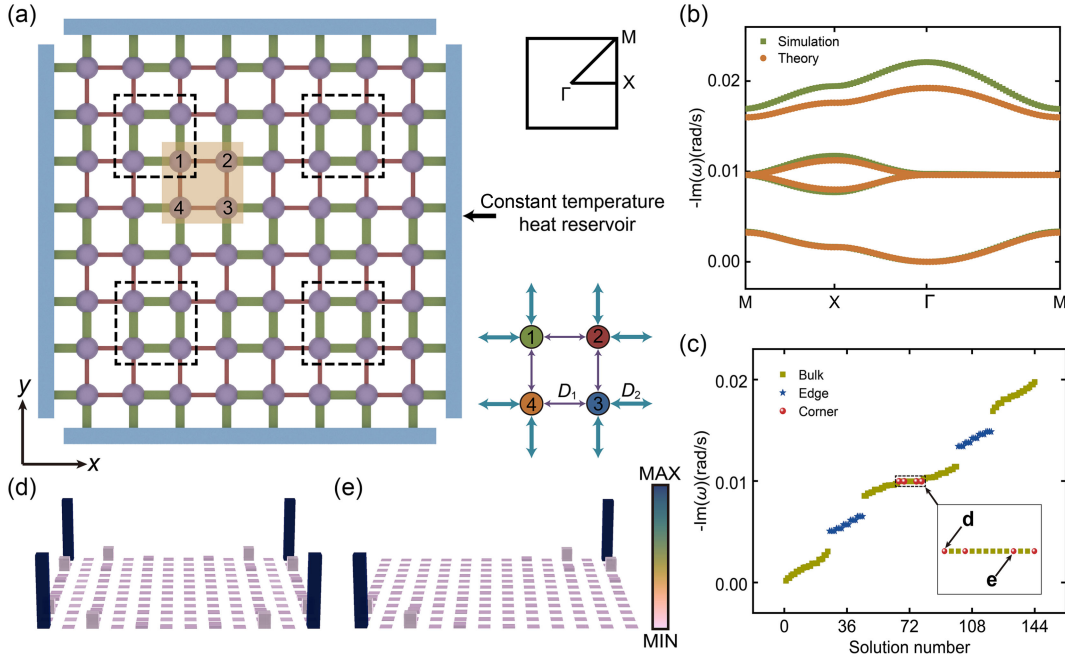 (a)
1 2
4 3
Constant temperature
heat reservoir
M
X
Γ
1 2
4 3
D1 D2
y
x
(b)
Simulation
Theory
-Im(ω)(rad/s)
0.02
0.01
0.00
M X Γ M
(c)
Bulk
Edge
Corner
-Im(ω)(rad/s)
0.02
0.01
0.00
d
e
0 36 72 108 144
Solution number
(d)
(e)
MAX
MIN